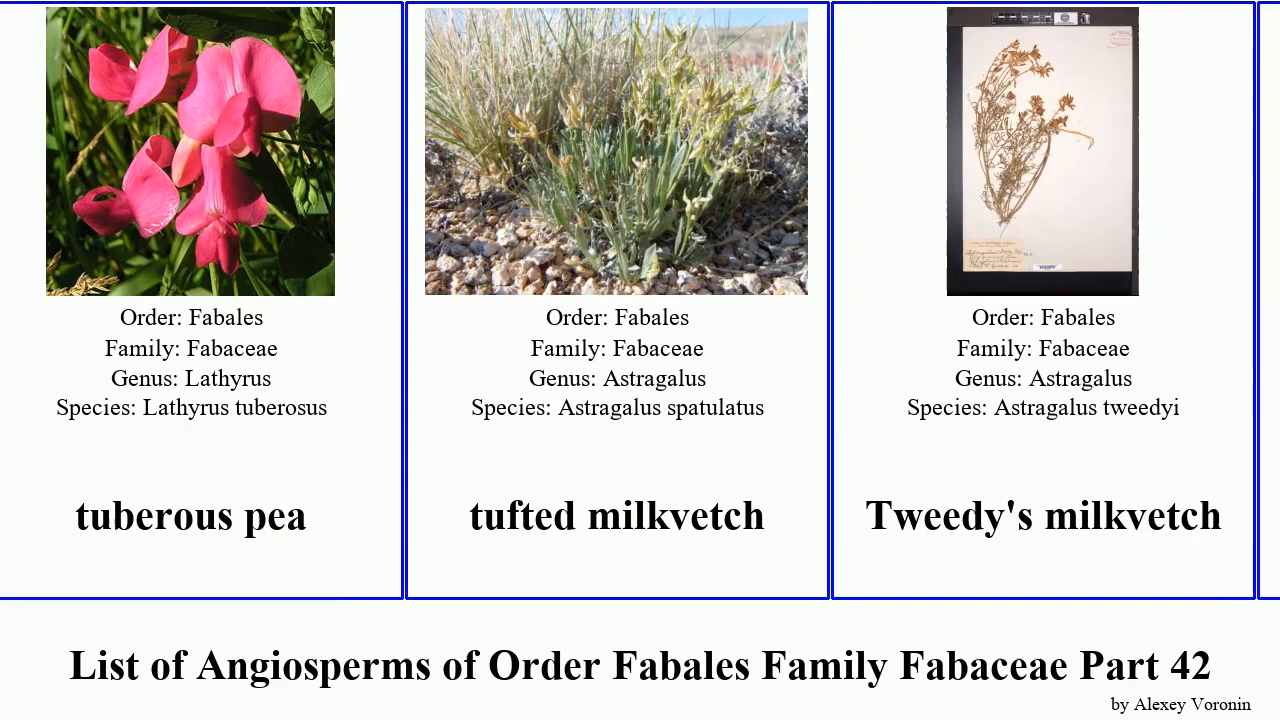 Order: Fabales
Family: Fabaceae
Genus: Lathyrus
Species: Lathyrus tuberosus
tuberous pea
Order: Fabales
Family: Fabaceae
Genus: Astragalus
Species: Astragalus spatulatus
tufted milkvetch
Order: Fabales
Family: Fabaceae
Genus: Astragalus
Species: Astragalus tweedyi
Tweedy's milkvetch
List of Angiosperms of Order Fabales Family Fabaceae Part 42
by Alexey Voronin